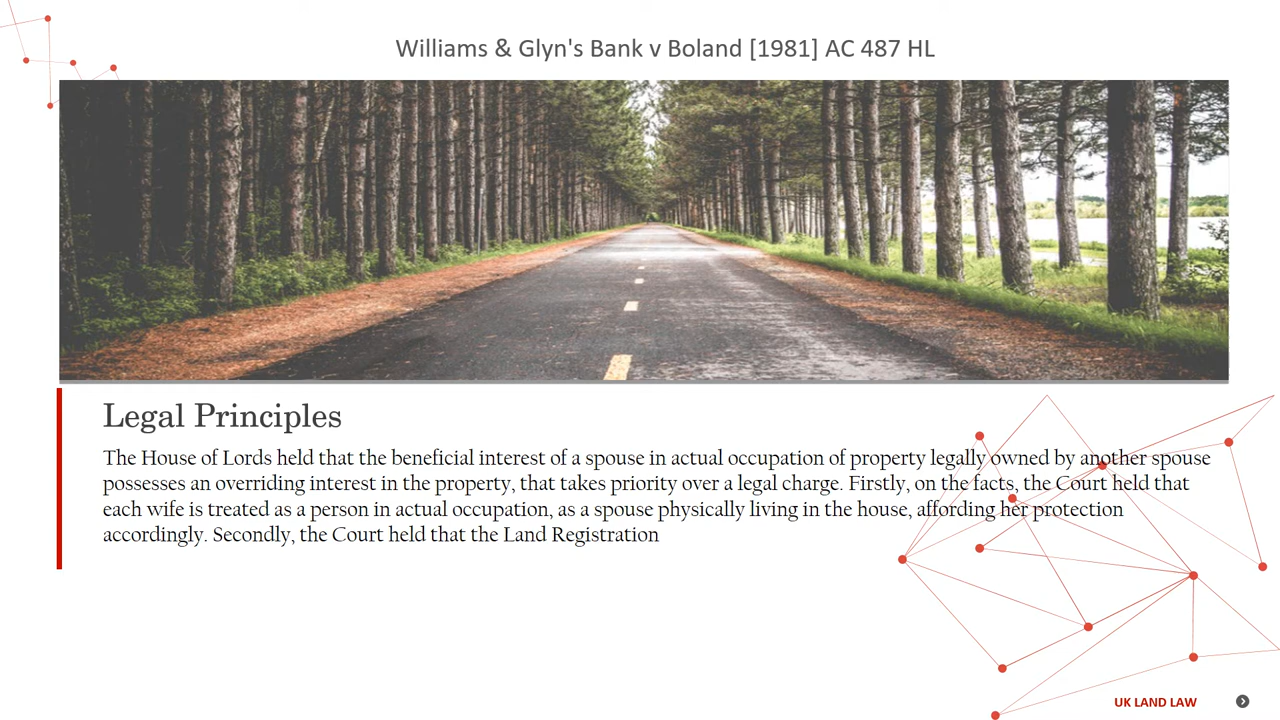 Williams & Glyn's Bank v Boland [1981] AC 487 HL
Legal Principles
The House of Lords held that the beneficial interest of a spouse in actual occupation of property legally owned by another spouse
possesses an overriding interest in the property, that takes priority over a legal charge. Firstly, on the facts, the Court held that
each wife is treated as a person in actual occupation, as a spouse physically living in the house, affording her protection
accordingly. Secondly, the Court held that the Land Registration
UK LAND LAW